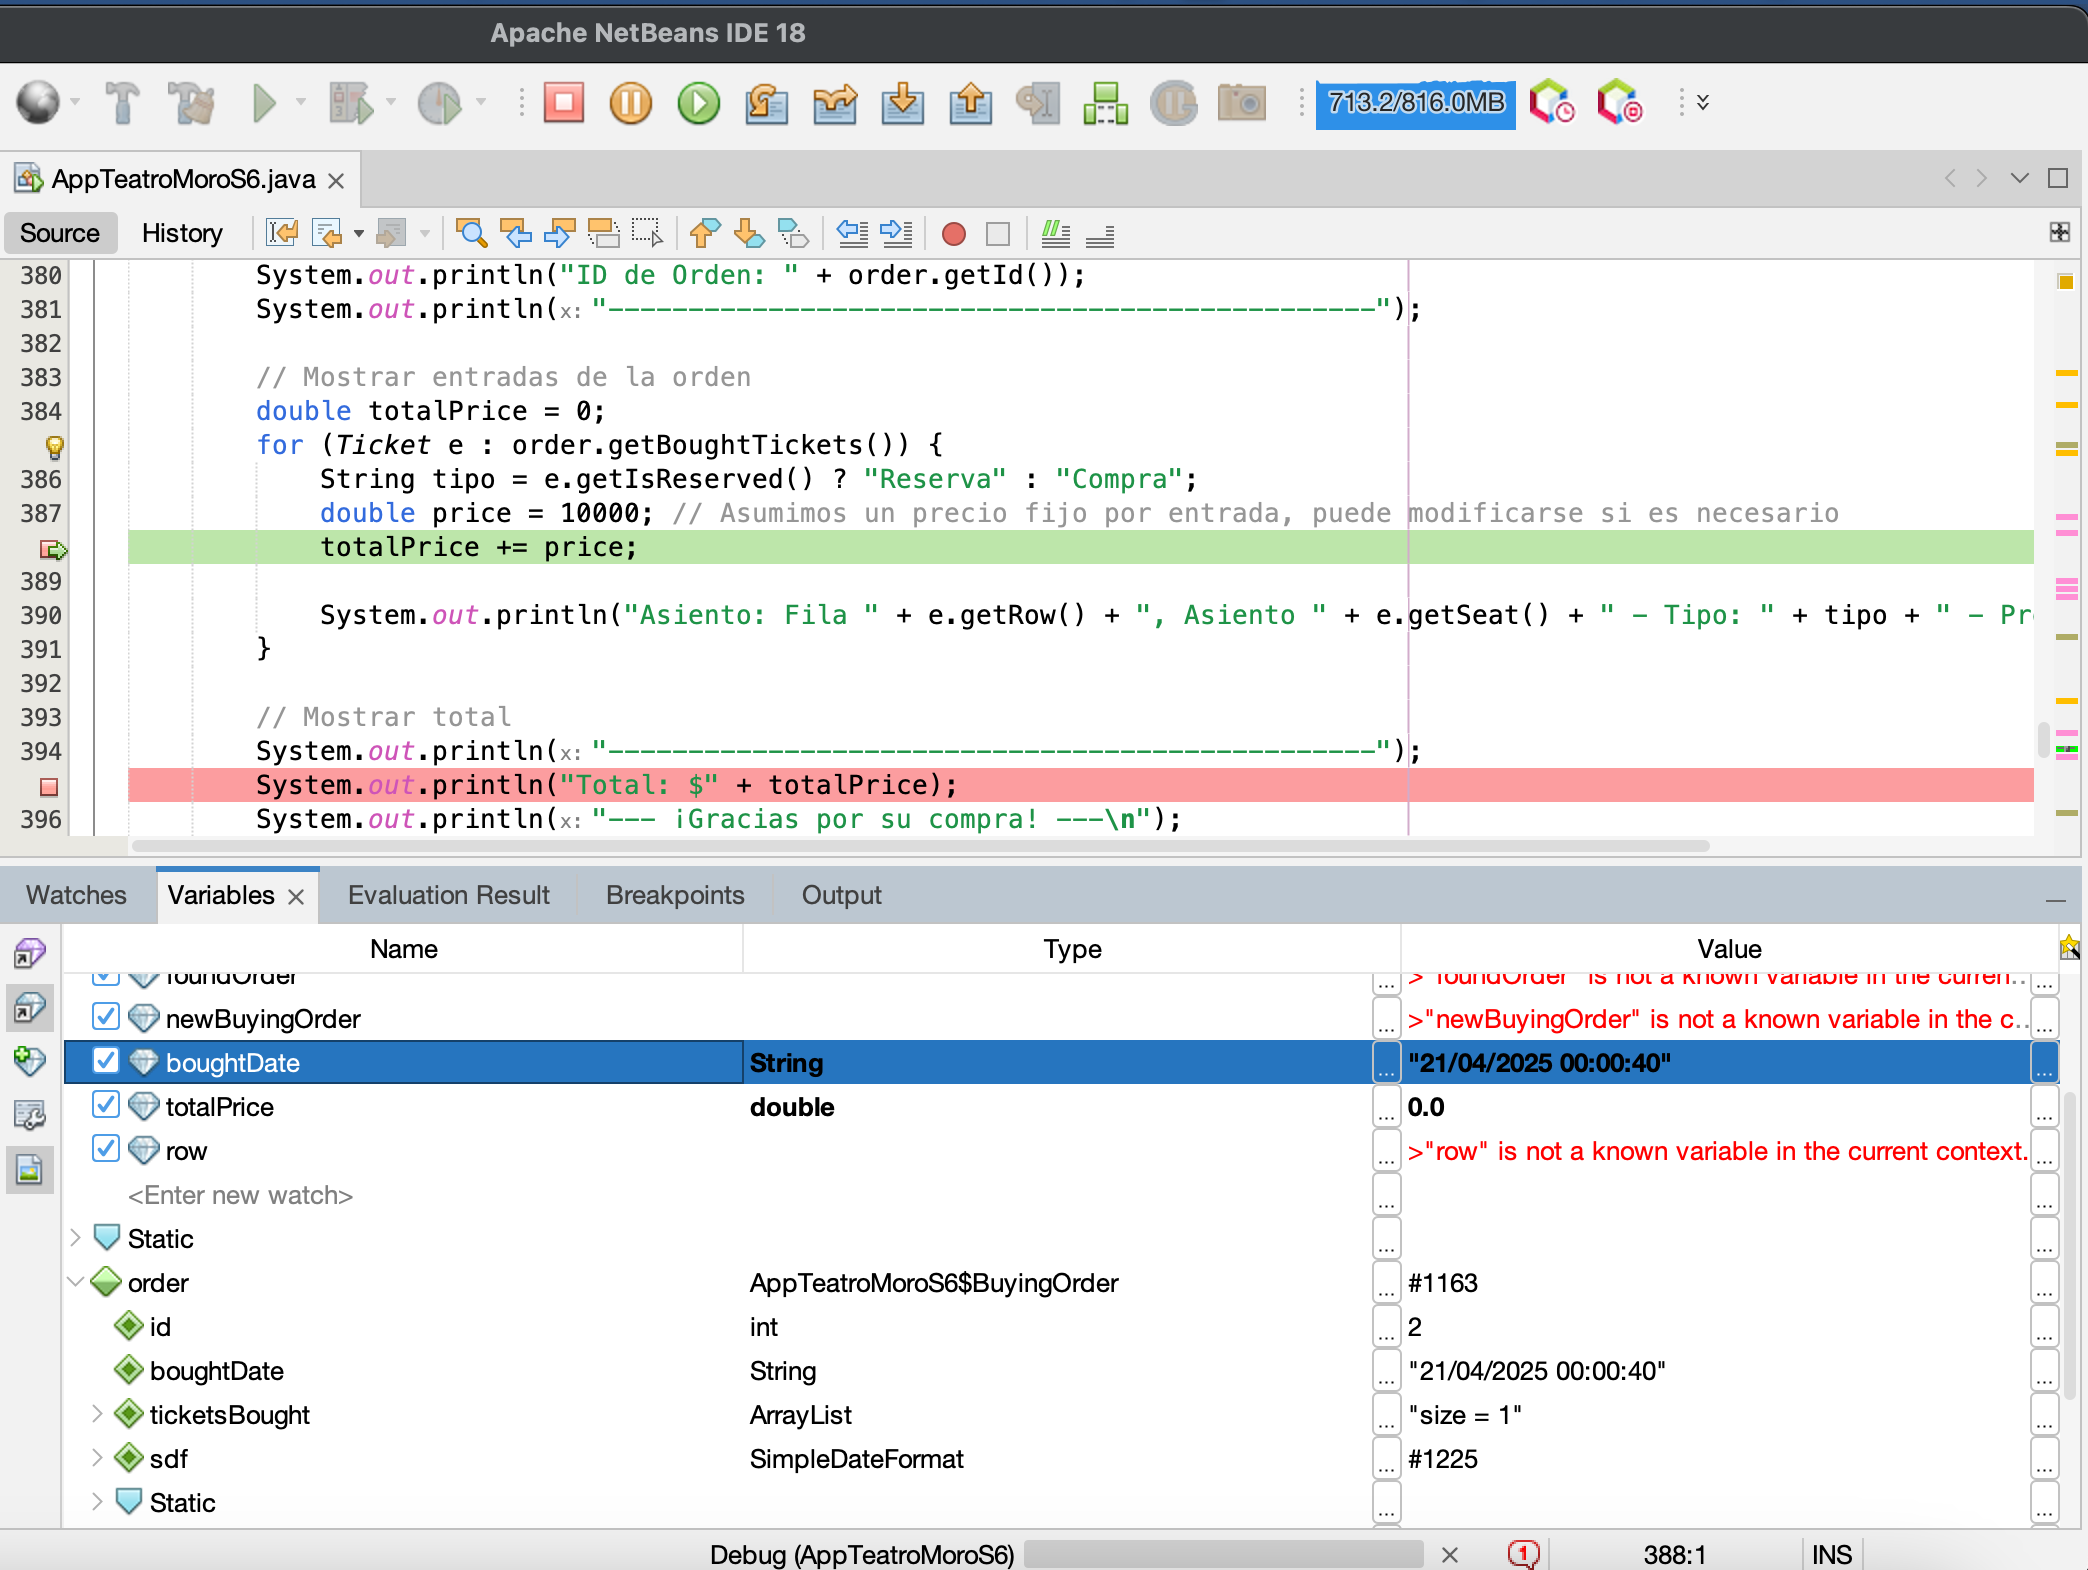 Apache NetBeans IDE 18
713.2/816.0MB
AppTeatroMoroS6.java
Source History
380 System.out.println("ID de Orden: " + order.getId());
381 System.out.println(x: "------------------------------------------------");
382
383 // Mostrar entradas de la orden
384 double totalPrice = 0;
for (Ticket e : order.getBoughtTickets()) {
386 String tipo = e.getIsReserved() ? "Reserva" : "Compra";
387 double price = 10000; // Asumimos un precio fijo por entrada, puede modificarse si es necesario
totalPrice += price;
389
390 System.out.println("Asiento: Fila " + e.getRow() + ", Asiento " + e.getSeat() + " - Tipo: " + tipo + " - Pr
391 }
392
393 // Mostrar total
394 System.out.println(x: "------------------------------------------------");
System.out.println("Total: $" + totalPrice);
396 System.out.println(x: "--- ¡Gracias por su compra! ---\n");
Watches Variables Evaluation Result Breakpoints Output
Name Type Value
foundOrder ... >"foundOrder" is not a known variable in the curren... ...
newBuyingOrder ... >"newBuyingOrder" is not a known variable in the c... ...
boughtDate String ... "21/04/2025 00:00:40" ...
totalPrice double ... 0.0 ...
row ... >"row" is not a known variable in the current context. ...
<Enter new watch> ... ...
Static ... ...
order AppTeatroMoroS6$BuyingOrder ... #1163 ...
id int ... 2 ...
boughtDate String ... "21/04/2025 00:00:40" ...
ticketsBought ArrayList ... "size = 1" ...
sdf SimpleDateFormat ... #1225 ...
Static ... ...
Debug (AppTeatroMoroS6) 1 388:1 INS